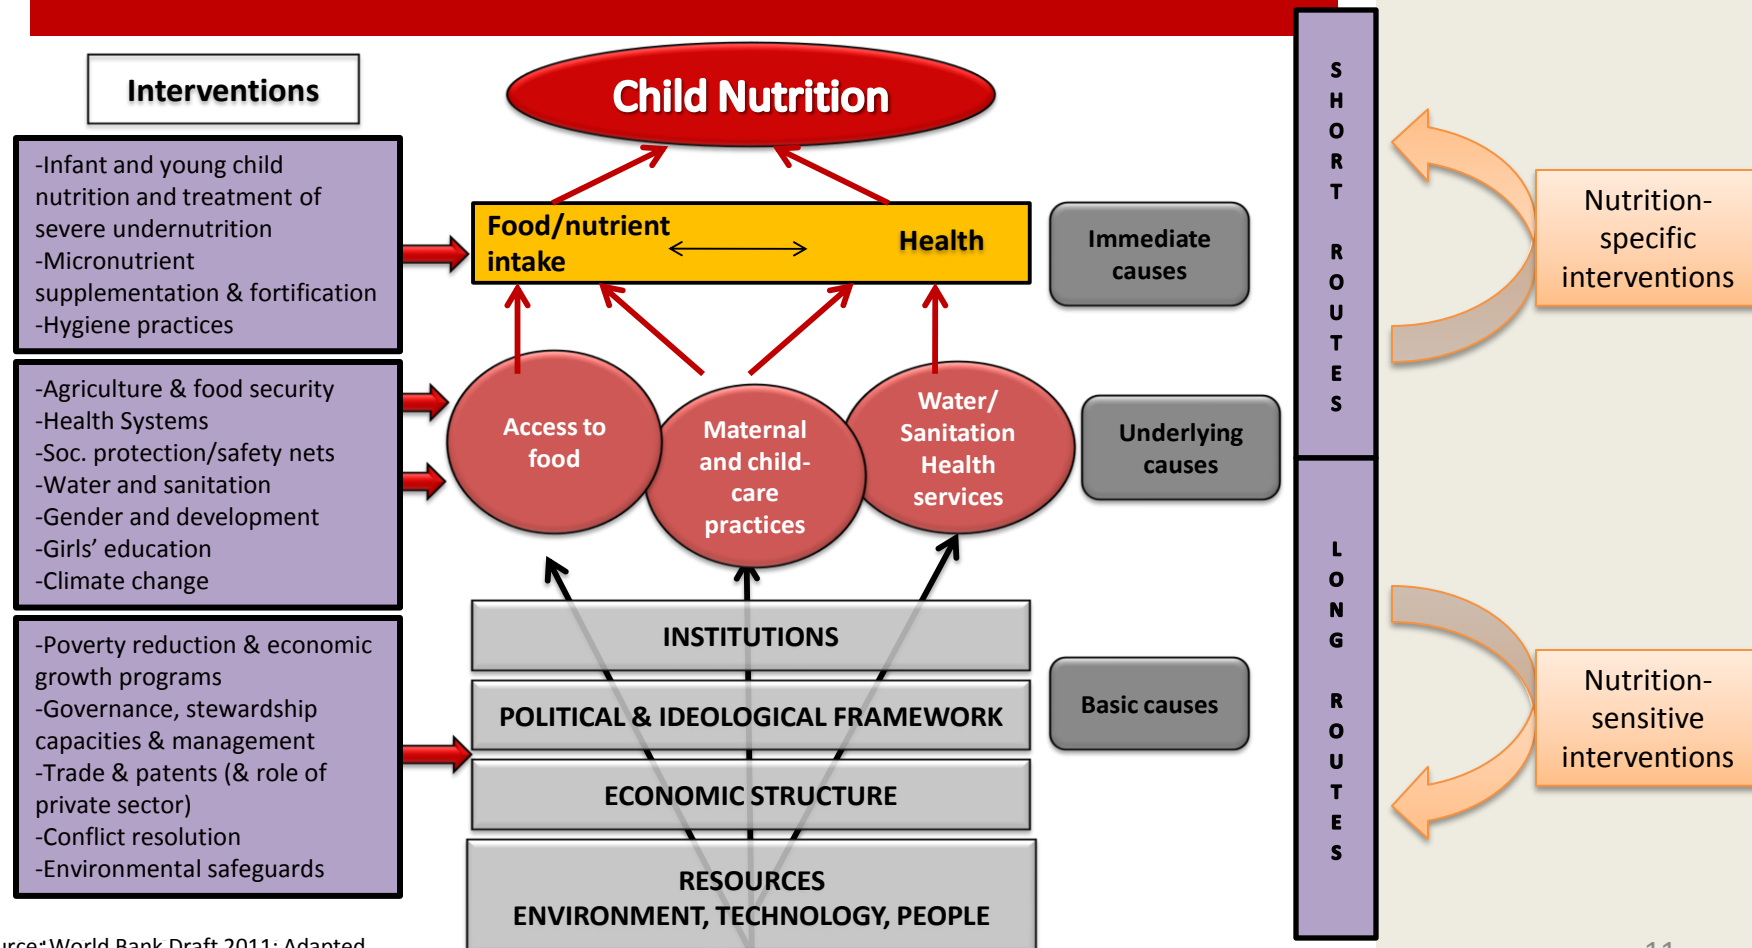 Interventions
Child Nutrition
-Infant and young child
nutrition and treatment of
severe undernutrition
-Micronutrient
supplementation & fortification
-Hygiene practices
Food/nutrient
intake
Health
Immediate
causes
-Agriculture & food security
-Health Systems
-Soc. protection/safety nets
-Water and sanitation
-Gender and development
-Girls' education
-Climate change
Access to
food
Maternal
and child-
care
practices
Water/
Sanitation
Health
services
Underlying
causes
-Poverty reduction & economic
growth programs
-Governance, stewardship
capacities & management
-Trade & patents (& role of
private sector)
-Conflict resolution
-Environmental safeguards
INSTITUTIONS
POLITICAL & IDEOLOGICAL FRAMEWORK
ECONOMIC STRUCTURE
RESOURCES
ENVIRONMENT, TECHNOLOGY, PEOPLE
Basic causes
SHORT ROUTES
LONG ROUTES
Nutrition-
specific
interventions
Nutrition-
sensitive
interventions
World Bank Draft 2011; Adapted
11